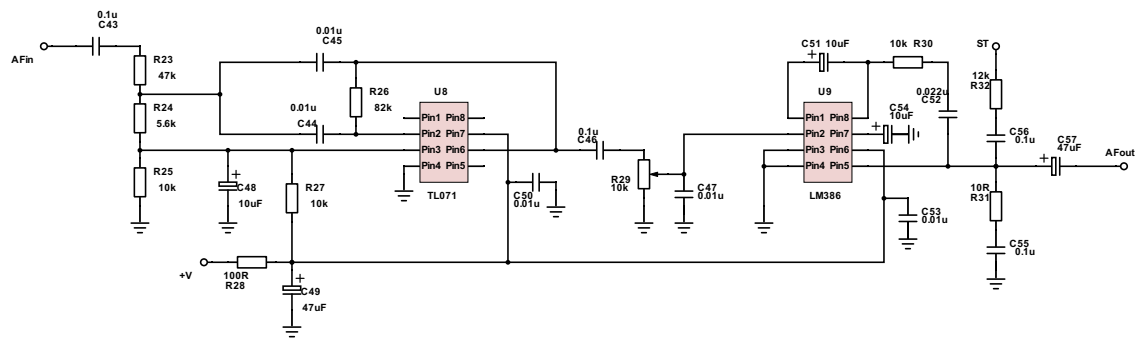 0.1u
C43
AFin
R23
47k
0.01u
C45
R24
5.6k
0.01u
C44
R26
82k
U8
Pin1 Pin8
Pin2 Pin7
Pin3 Pin6
Pin4 Pin5
TL071
R25
10k
C48
10uF
R27
10k
C50
0.01u
0.1u
C46
R29
10k
C47
0.01u
C51 10uF
10k R30
U9
Pin1 Pin8
Pin2 Pin7
Pin3 Pin6
Pin4 Pin5
LM386
C54
10uF
0.022u
C52
ST
12k
R32
C56
0.1u
C57
47uF
AFout
10R
R31
C53
0.01u
C55
0.1u
+V
100R
R28
C49
47uF